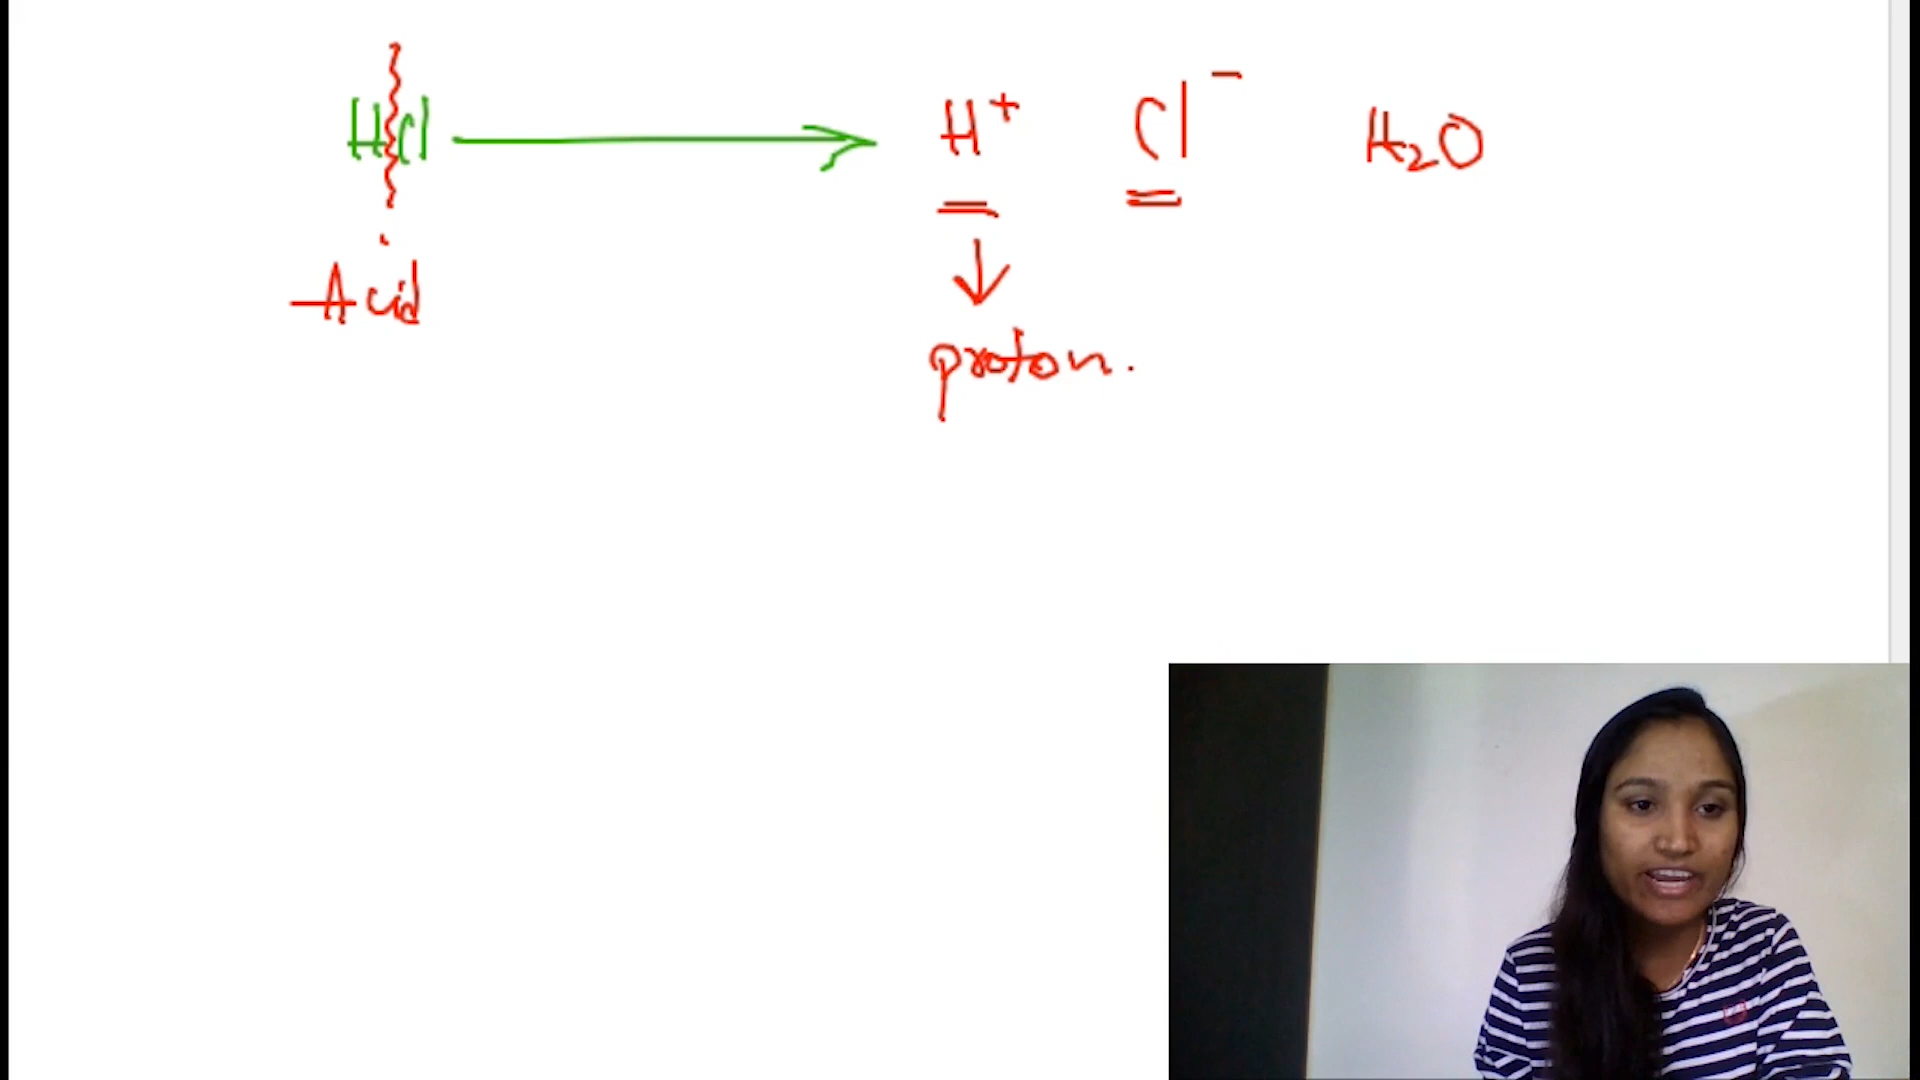 HCl ⟶ H⁺ Cl⁻ H₂O
Acid
proton.